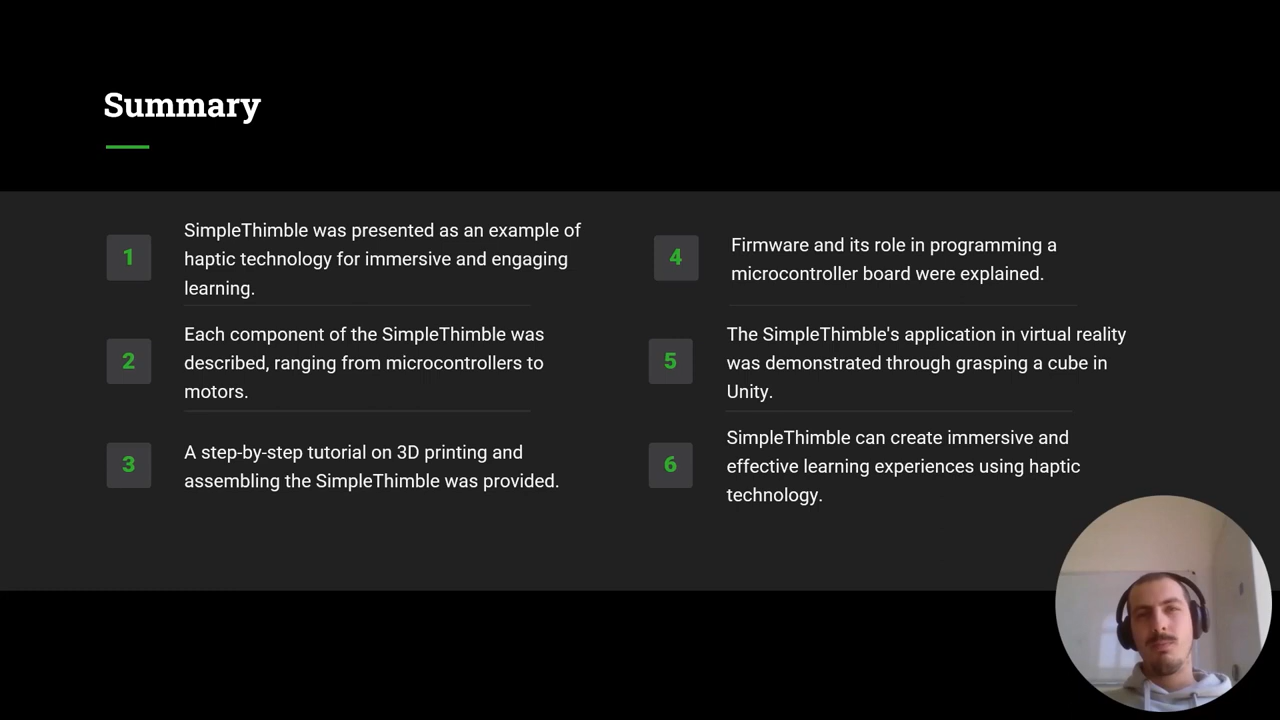 Summary
1
SimpleThimble was presented as an example of
haptic technology for immersive and engaging
learning.
2
Each component of the SimpleThimble was
described, ranging from microcontrollers to
motors.
3
A step-by-step tutorial on 3D printing and
assembling the SimpleThimble was provided.
4
Firmware and its role in programming a
microcontroller board were explained.
5
The SimpleThimble's application in virtual reality
was demonstrated through grasping a cube in
Unity.
6
SimpleThimble can create immersive and
effective learning experiences using haptic
technology.